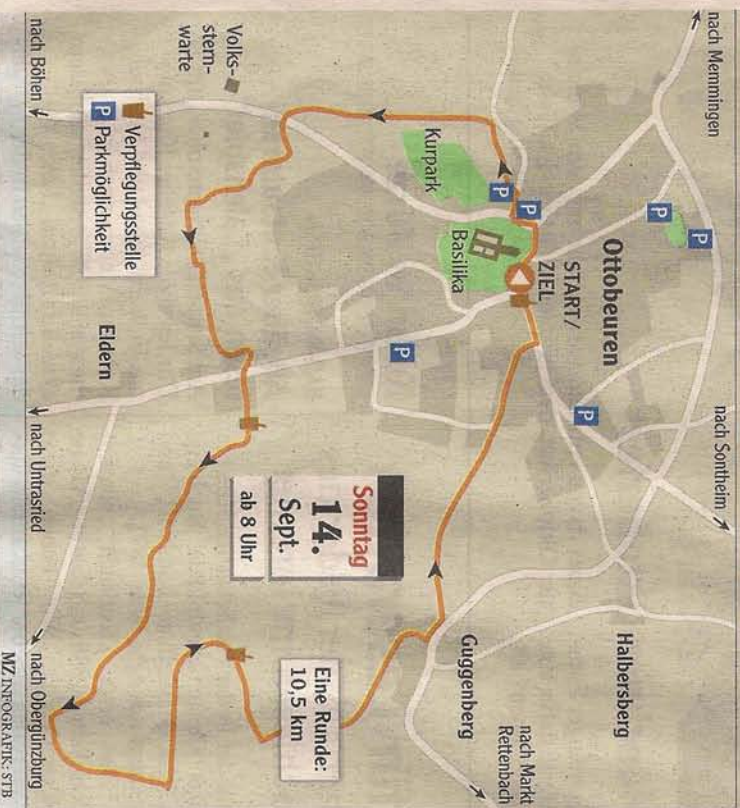 nach Memmingen
nach Sontheim
Ottobeuren
START/
ZIEL
Halbersberg
P
P
P
P
P
P
Basilika
Kurpark
Guggenberg
nach Markt
Rettenbach
Volks-
stern-
warte
Sonntag
14.
Sept.
ab 8 Uhr
Eine Runde:
10,5 km
Verpflegungsstelle
P Parkmöglichkeit
Eldern
nach Böhen
nach Untrasried
nach Obergünzburg
MZ INFOGRAFIK: STB